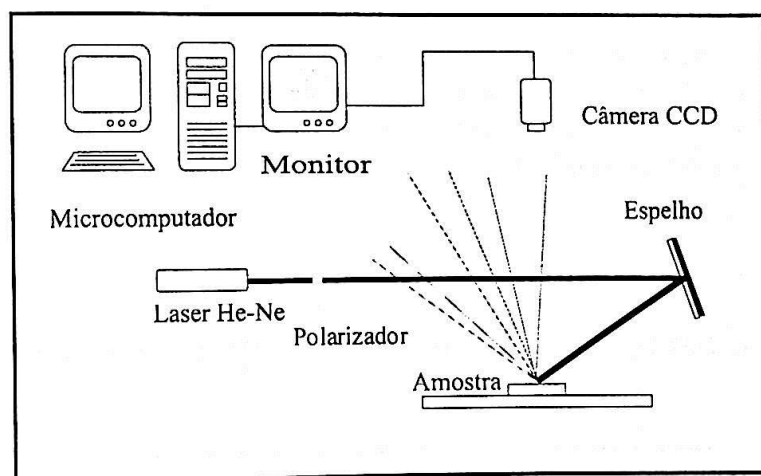 Câmera CCD
Monitor
Microcomputador
Espelho
Laser He-Ne
Polarizador
Amostra